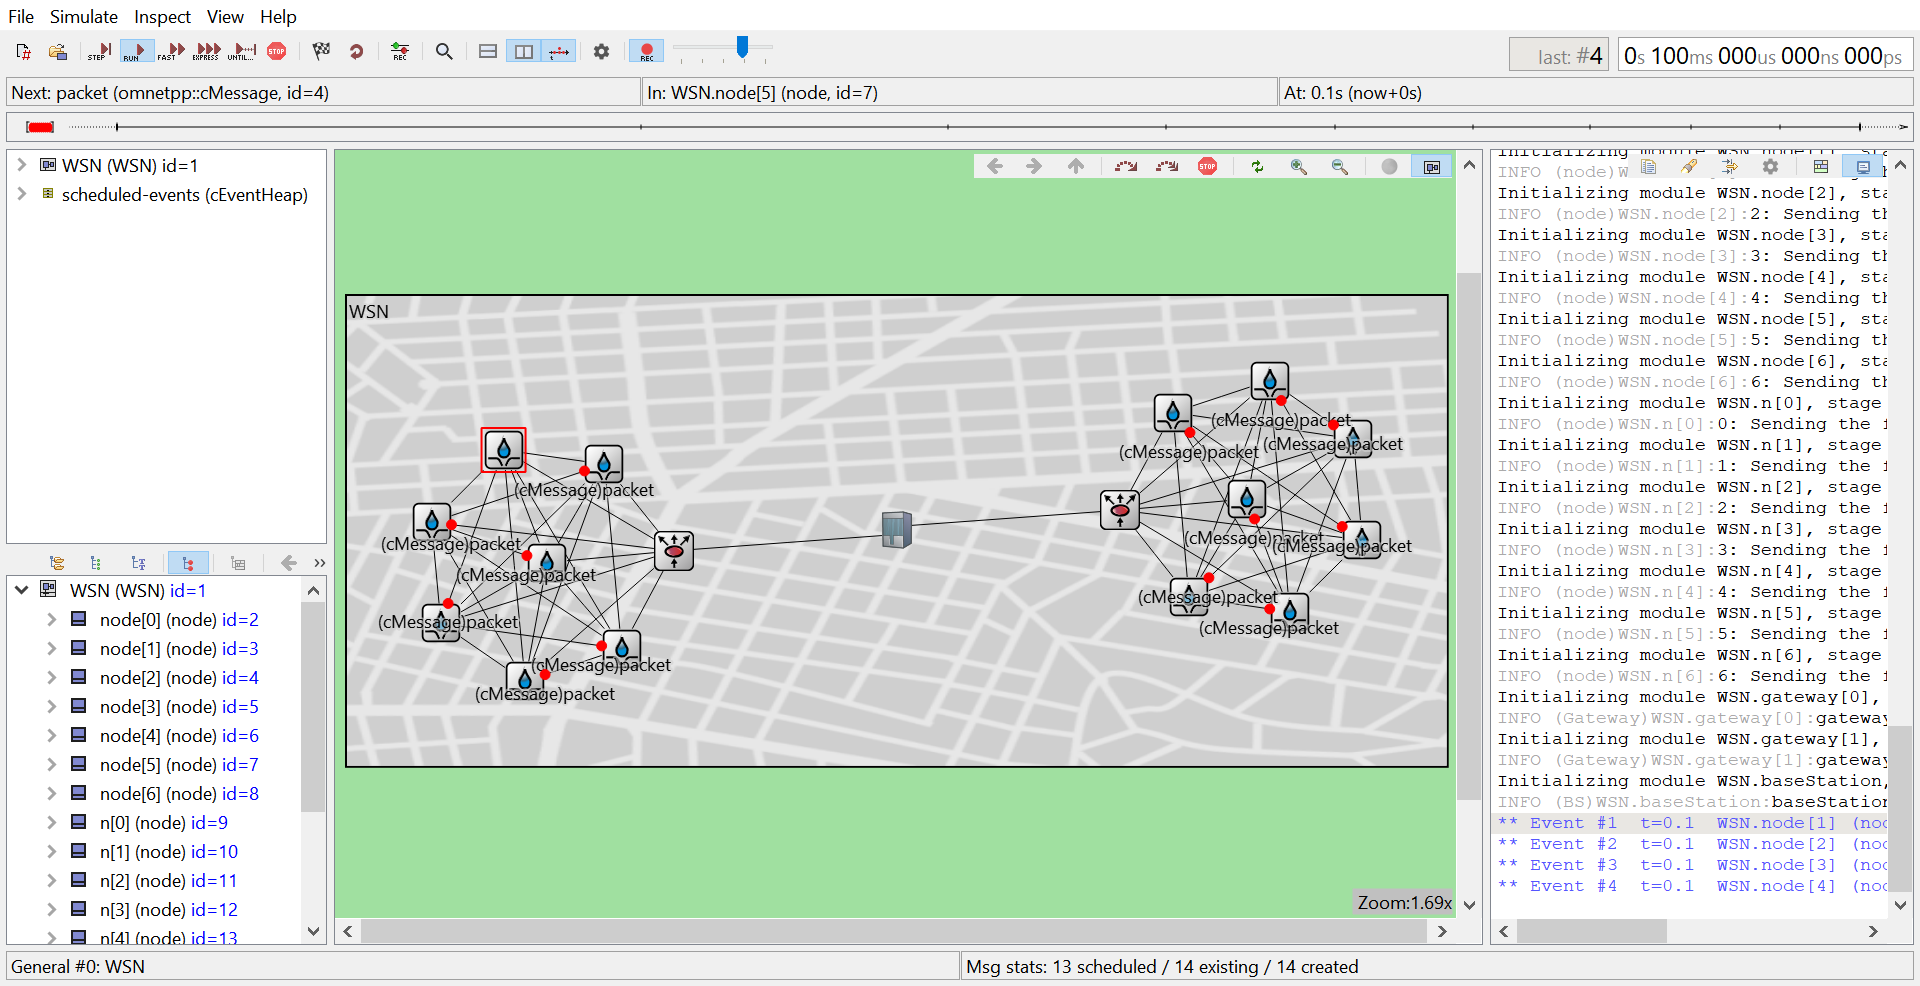 File Simulate Inspect View Help
STEP RUN FAST EXPRESS UNTIL... STOP REC REC
last: #4 0s 100ms 000us 000ns 000ps
Next: packet (omnetpp::cMessage, id=4) In: WSN.node[5] (node, id=7) At: 0.1s (now+0s)
WSN (WSN) id=1
scheduled-events (cEventHeap)
WSN (WSN) id=1
node[0] (node) id=2
node[1] (node) id=3
node[2] (node) id=4
node[3] (node) id=5
node[4] (node) id=6
node[5] (node) id=7
node[6] (node) id=8
n[0] (node) id=9
n[1] (node) id=10
n[2] (node) id=11
n[3] (node) id=12
n[4] (node) id=13
STOP
WSN
(cMessage)packet
(cMessage)packet
(cMessage)packet
(cMessage)packet
(cMessage)packet
(cMessage)packet
(cMessage)packet
(cMessage)packet
(cMessage)packet
(cMessage)packet
(cMessage)packet
(cMessage)packet
(cMessage)packet
Zoom:1.69x
Initializing module WSN.node[1], sta
INFO (node)W
Initializing module WSN.node[2], sta
INFO (node)WSN.node[2]:2: Sending th
Initializing module WSN.node[3], sta
INFO (node)WSN.node[3]:3: Sending th
Initializing module WSN.node[4], sta
INFO (node)WSN.node[4]:4: Sending th
Initializing module WSN.node[5], sta
INFO (node)WSN.node[5]:5: Sending th
Initializing module WSN.node[6], sta
INFO (node)WSN.node[6]:6: Sending th
Initializing module WSN.n[0], stage
INFO (node)WSN.n[0]:0: Sending the f
Initializing module WSN.n[1], stage
INFO (node)WSN.n[1]:1: Sending the f
Initializing module WSN.n[2], stage
INFO (node)WSN.n[2]:2: Sending the f
Initializing module WSN.n[3], stage
INFO (node)WSN.n[3]:3: Sending the f
Initializing module WSN.n[4], stage
INFO (node)WSN.n[4]:4: Sending the f
Initializing module WSN.n[5], stage
INFO (node)WSN.n[5]:5: Sending the f
Initializing module WSN.n[6], stage
INFO (node)WSN.n[6]:6: Sending the f
Initializing module WSN.gateway[0],
INFO (Gateway)WSN.gateway[0]:gateway
Initializing module WSN.gateway[1],
INFO (Gateway)WSN.gateway[1]:gateway
Initializing module WSN.baseStation,
INFO (BS)WSN.baseStation:baseStation
** Event #1 t=0.1 WSN.node[1] (noc
** Event #2 t=0.1 WSN.node[2] (noc
** Event #3 t=0.1 WSN.node[3] (noc
** Event #4 t=0.1 WSN.node[4] (noc
General #0: WSN Msg stats: 13 scheduled / 14 existing / 14 created